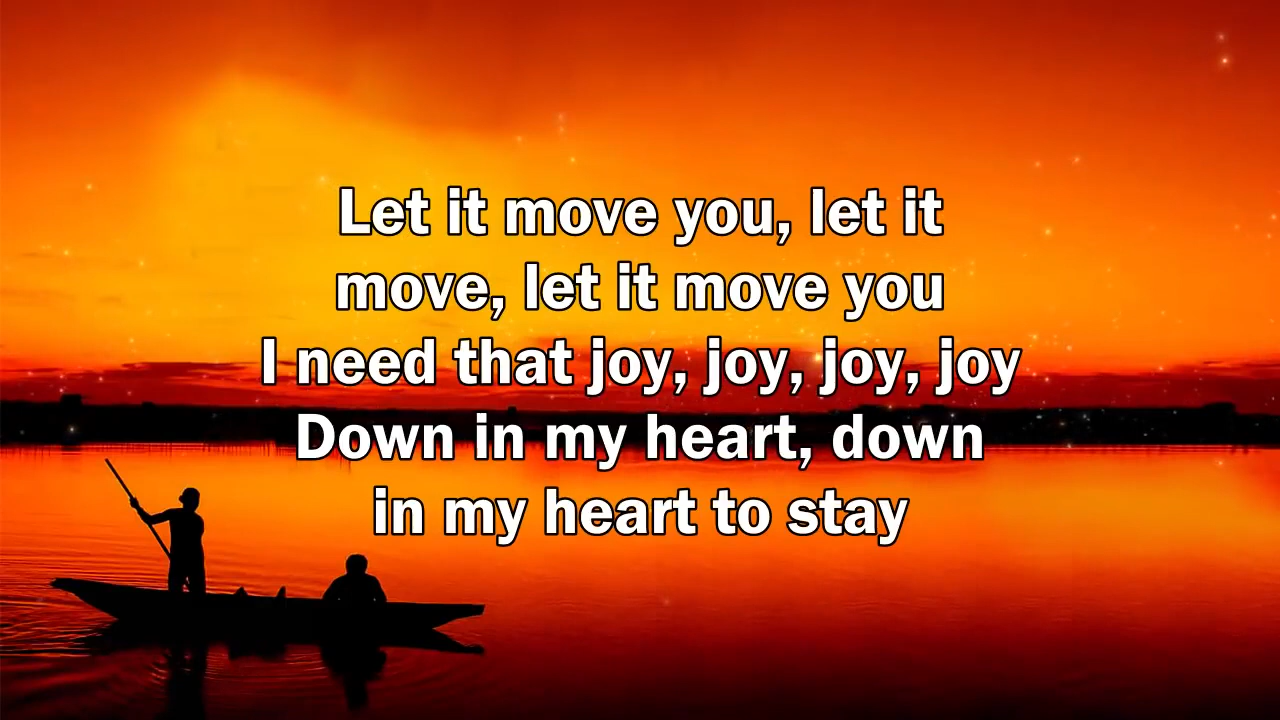 Let it move you, let it
move, let it move you
I need that joy, joy, joy, joy
Down in my heart, down
in my heart to stay